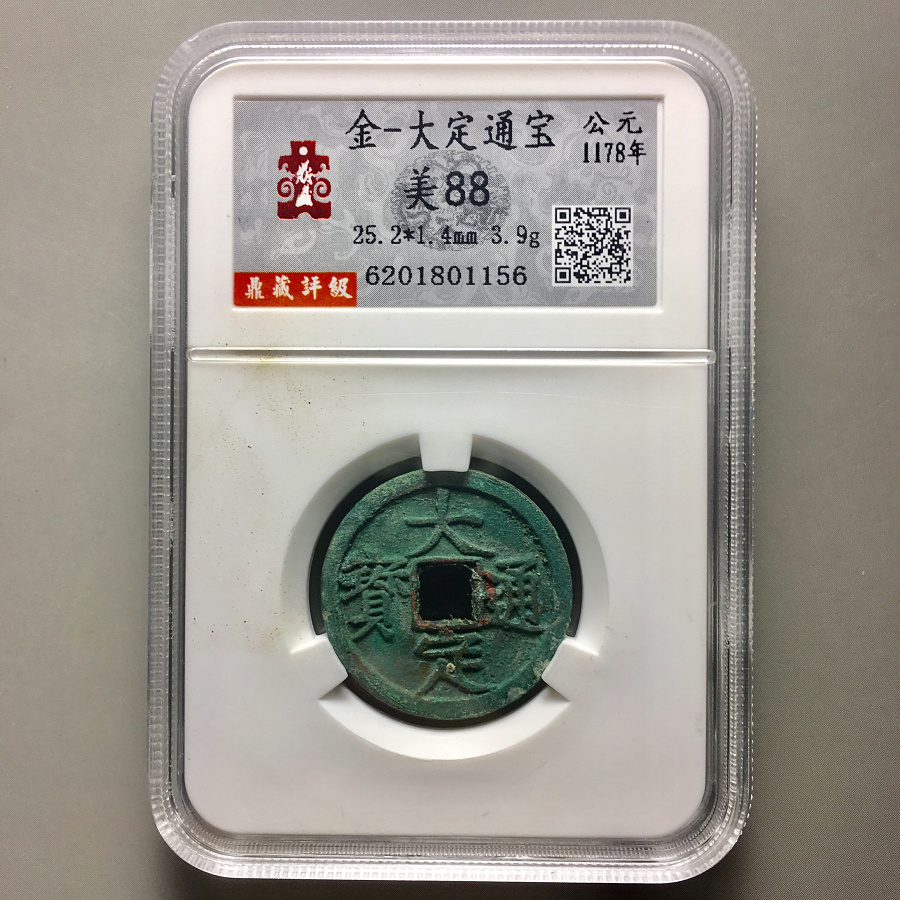 金-大定通宝
公元
1178年
美88
25.2*1.4mm 3.9g
鼎藏評級
6201801156
大定通寶